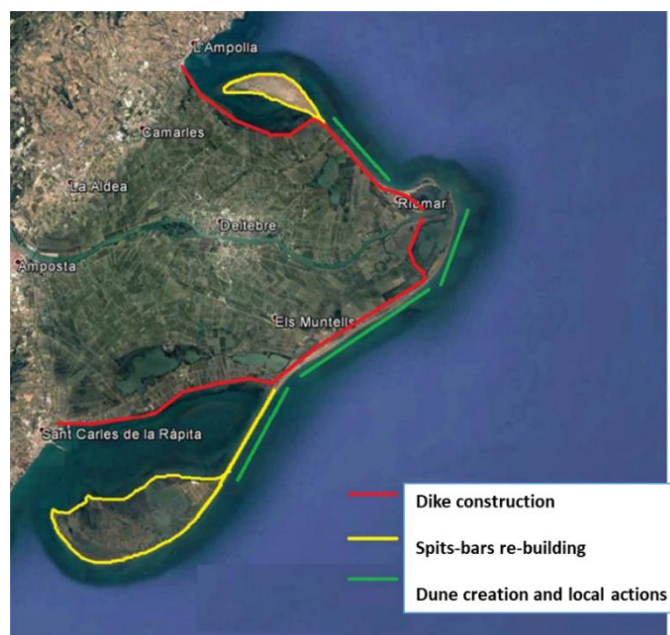 L'Ampolla
Camarles
La Aldea
Riumar
Deltebre
Amposta
Els Muntells
Sant Carles de la Ràpita
Dike construction
Spits-bars re-building
Dune creation and local actions